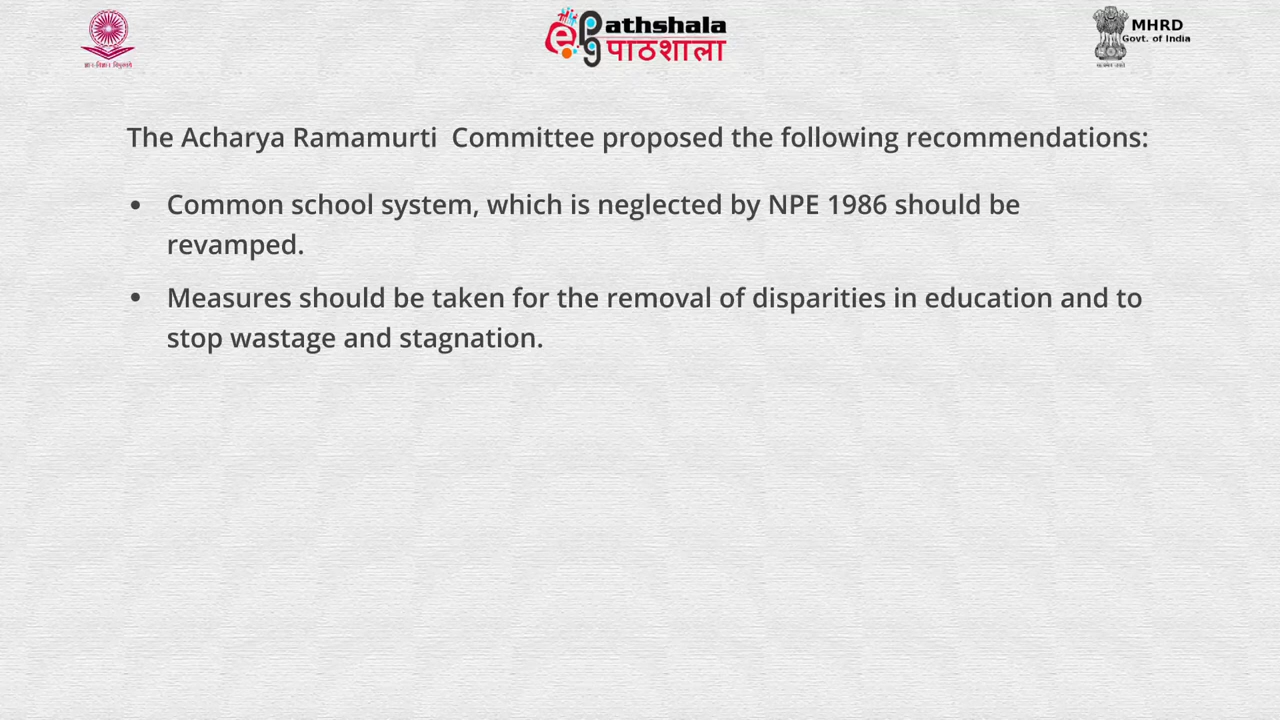 athshala
पाठशाला
MHRD
Govt. of India
The Acharya Ramamurti  Committee proposed the following recommendations:
• Common school system, which is neglected by NPE 1986 should be
revamped.
• Measures should be taken for the removal of disparities in education and to
stop wastage and stagnation.